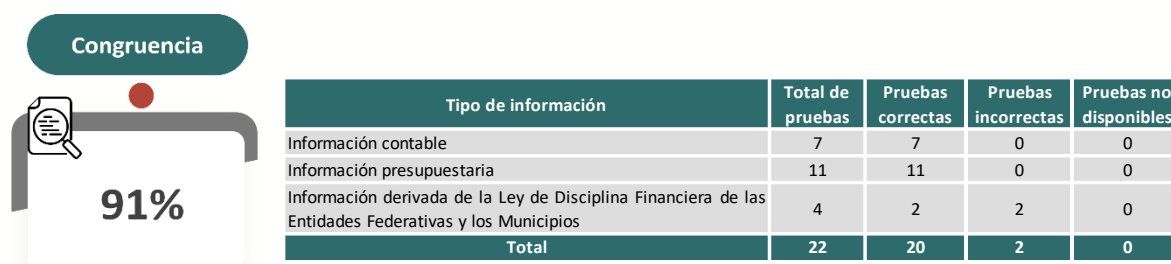 Congruencia
91%
Tipo de información Total de pruebas Pruebas correctas Pruebas incorrectas Pruebas no disponibles
Información contable 7 7 0 0
Información presupuestaria 11 11 0 0
Información derivada de la Ley de Disciplina Financiera de las
Entidades Federativas y los Municipios 4 2 2 0
Total 22 20 2 0